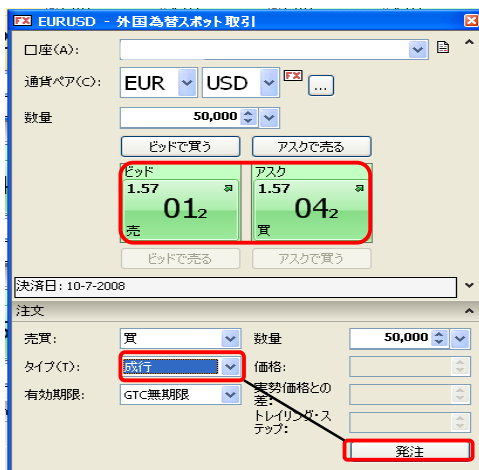 FX EURUSD - 外国為替スポット取引
口座(A):
通貨ペア(C): EUR USD FX ...
数量 50,000
ビッドで買う アスクで売る
ビッド アスク
1.57 1.57
01₂ 04₂
売 買
ビッドで売る アスクで買う
決済日: 10-7-2008
注文
売買: 買 数量 50,000
タイプ(T): 成行 価格:
有効期限: GTC無期限 実勢価格との
差:
トレイリング・ス
テップ:
発注